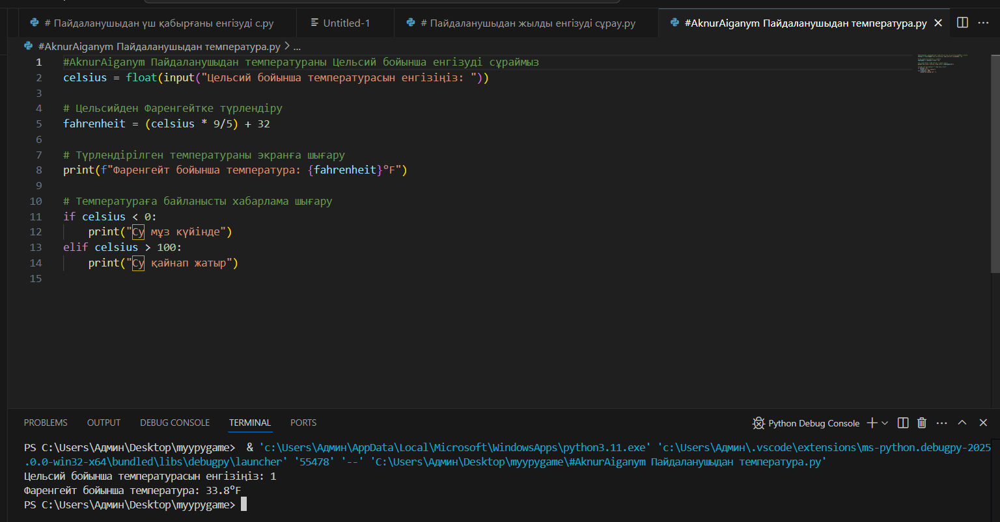 # Пайдаланушыдан үш қабырғаны енгізуді с.py
Untitled-1
# Пайдаланушыдан жылды енгізуді сұрау.py
#AknurAiganym Пайдаланушыдан температура.py
#AknurAiganym Пайдаланушыдан температура.py > ...
1 #AknurAiganym Пайдаланушыдан температураны Цельсий бойынша енгізуді сұраймыз
2 celsius = float(input("Цельсий бойынша температурасын енгізіңіз: "))
3
4 # Цельсийден Фаренгейтке түрлендіру
5 fahrenheit = (celsius * 9/5) + 32
6
7 # Түрлендірілген температураны экранға шығару
8 print(f"Фаренгейт бойынша температура: {fahrenheit}°F")
9
10 # Температураға байланысты хабарлама шығару
11 if celsius < 0:
12     print("Су мұз күйінде")
13 elif celsius > 100:
14     print("Су қайнап жатыр")
15
PROBLEMS OUTPUT DEBUG CONSOLE TERMINAL PORTS
Python Debug Console
PS C:\Users\Админ\Desktop\myypygame>  & 'c:\Users\Админ\AppData\Local\Microsoft\WindowsApps\python3.11.exe' 'c:\Users\Админ\.vscode\extensions\ms-python.debugpy-2025
.0.0-win32-x64\bundled\libs\debugpy\launcher' '55478' '--' 'C:\Users\Админ\Desktop\myypygame\#AknurAiganym Пайдаланушыдан температура.py'
Цельсий бойынша температурасын енгізіңіз: 1
Фаренгейт бойынша температура: 33.8°F
PS C:\Users\Админ\Desktop\myypygame>